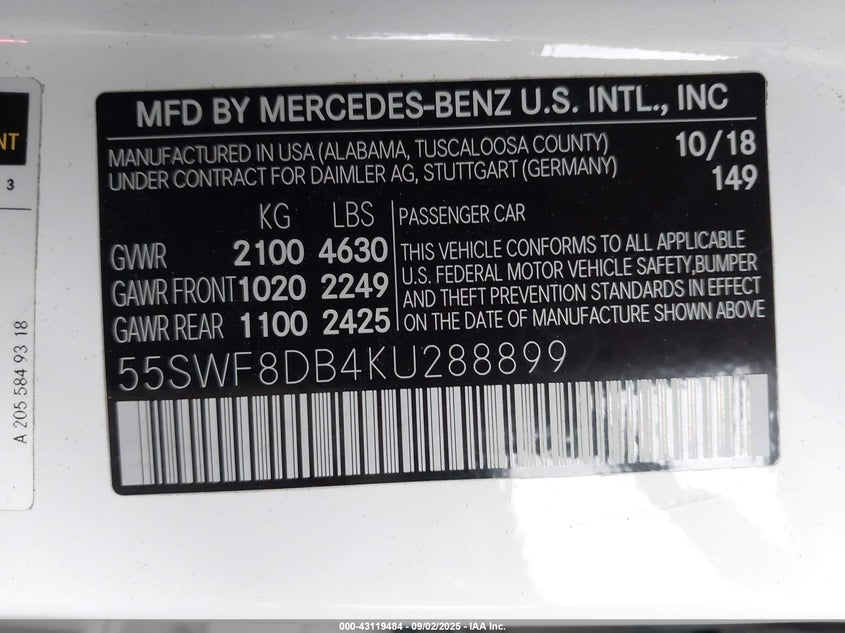 MFD BY MERCEDES-BENZ U.S. INTL., INC
MANUFACTURED IN USA (ALABAMA, TUSCALOOSA COUNTY) 10/18
UNDER CONTRACT FOR DAIMLER AG, STUTTGART (GERMANY) 149
KG LBS
GVWR 2100 4630
GAWR FRONT 1020 2249
GAWR REAR 1100 2425
PASSENGER CAR
THIS VEHICLE CONFORMS TO ALL APPLICABLE
U.S. FEDERAL MOTOR VEHICLE SAFETY,BUMPER
AND THEFT PREVENTION STANDARDS IN EFFECT
ON THE DATE OF MANUFACTURE SHOWN ABOVE
55SWF8DB4KU288899
NT
3
A 205 584 93 18
000-43119484 - 09/02/2025 - IAA Inc.